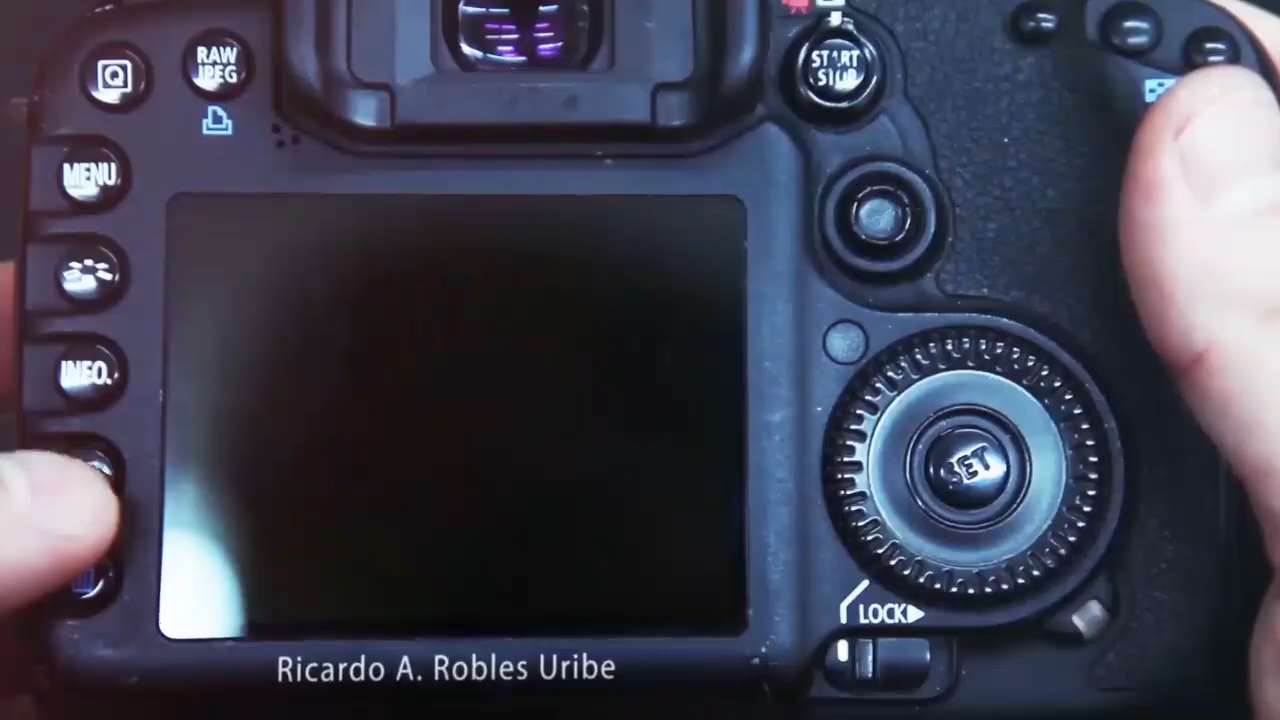 Q
RAW
JPEG
START
STOP
MENU
INFO.
SET
LOCK
Ricardo A. Robles Uribe